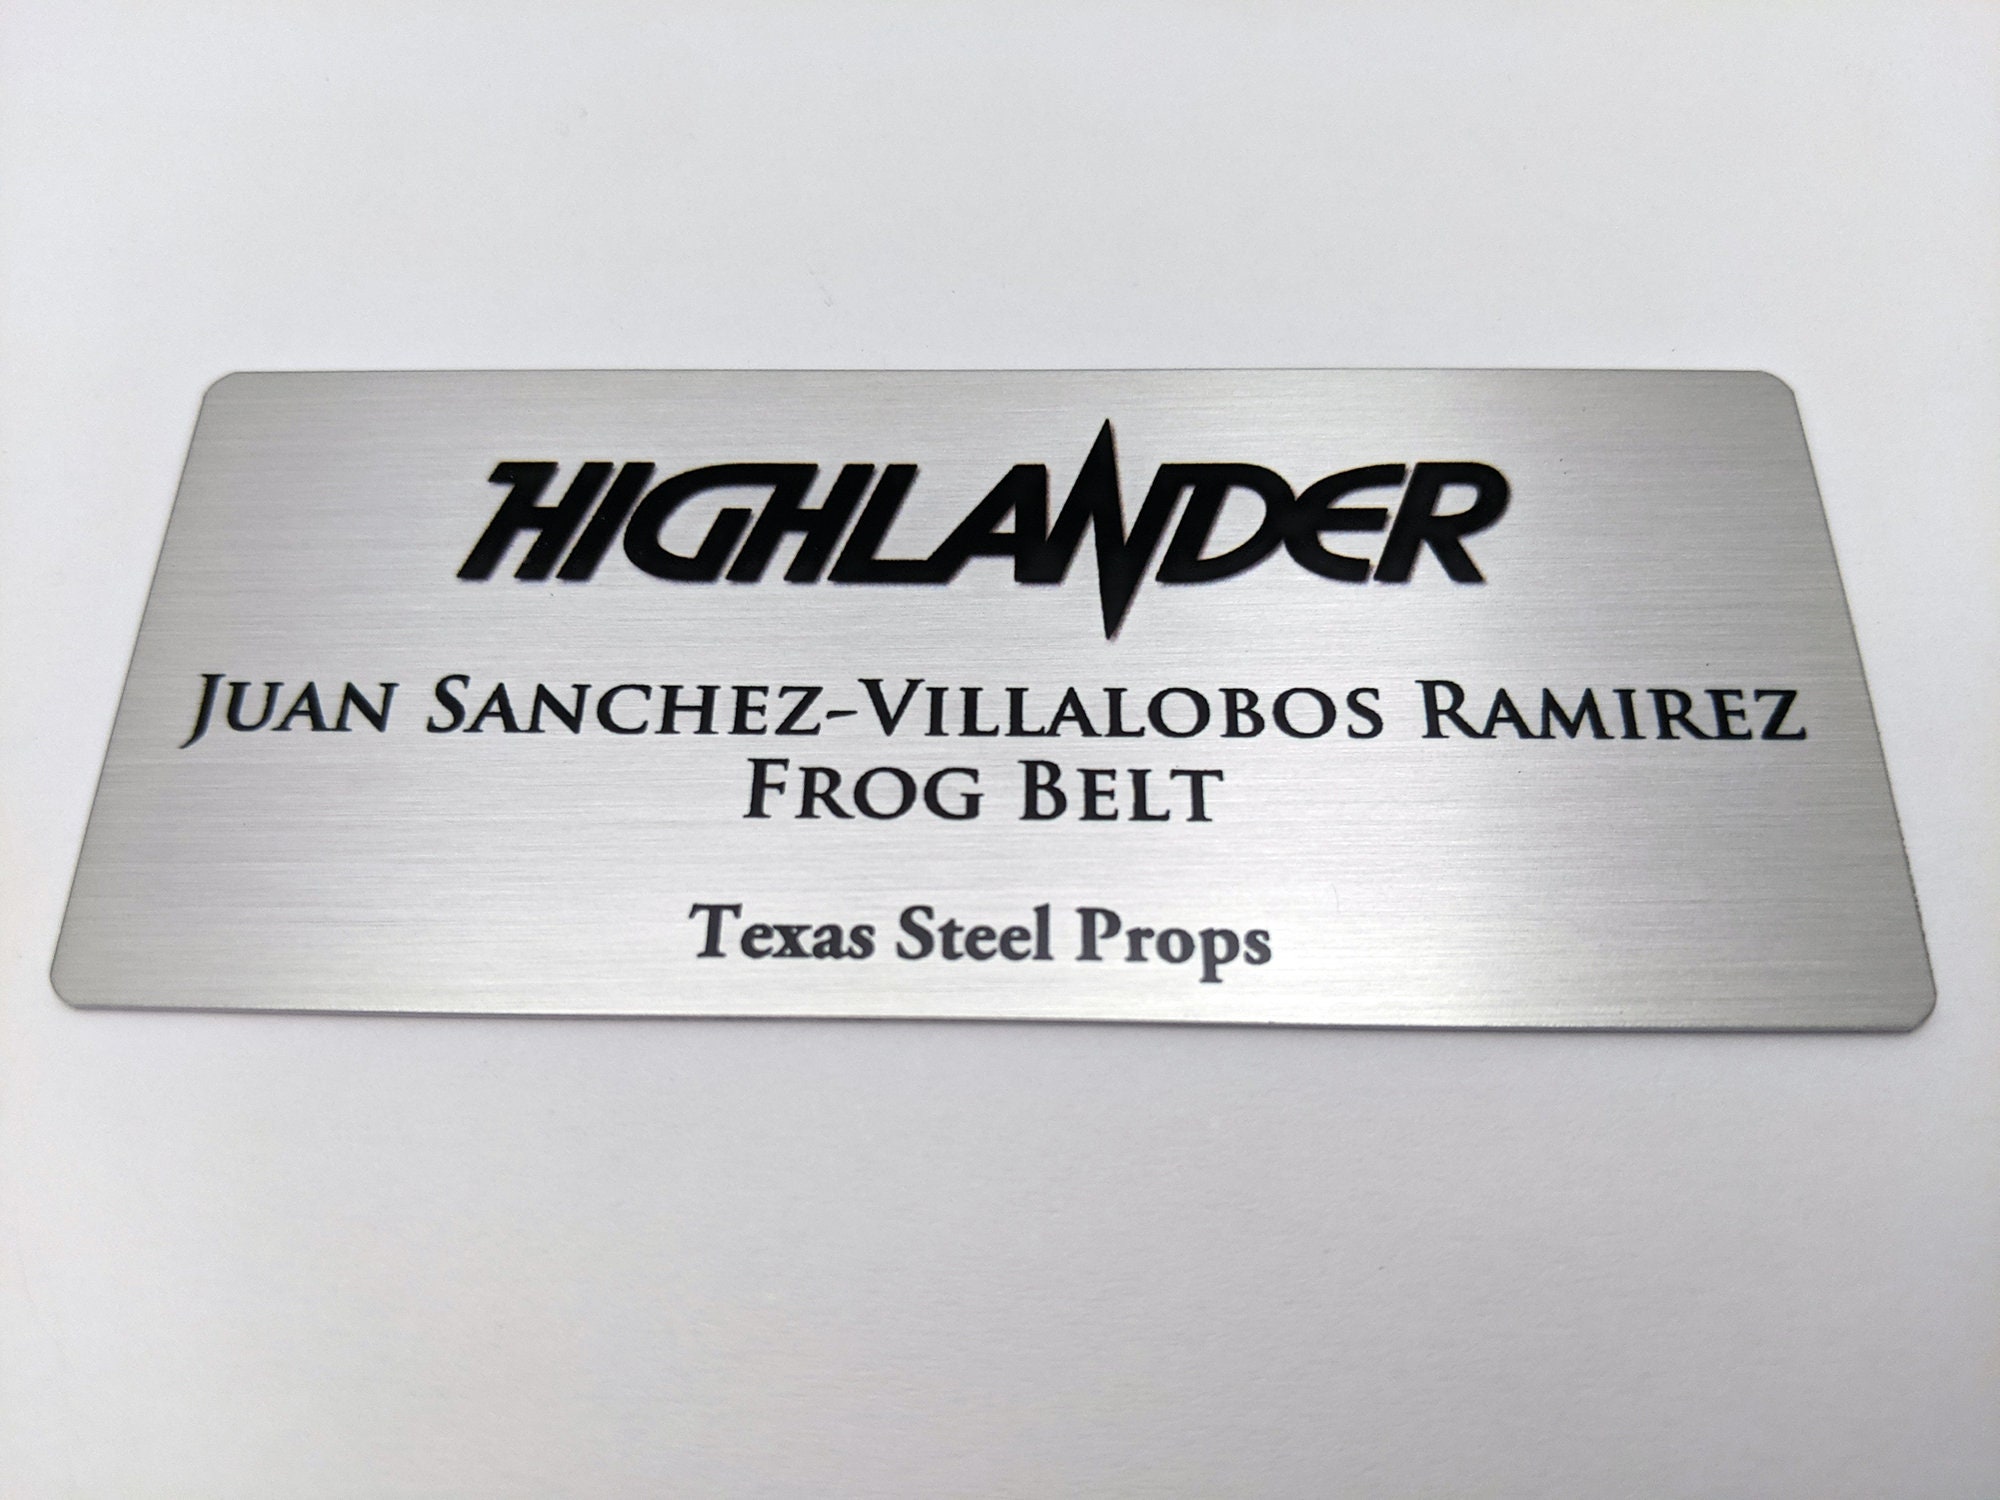 HIGHLANDER
JUAN SANCHEZ-VILLALOBOS RAMIREZ
FROG BELT
Texas Steel Props